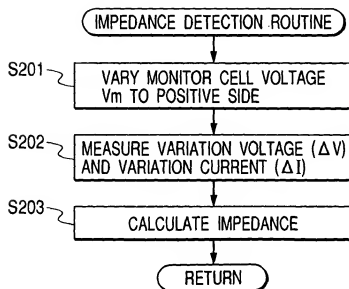 IMPEDANCE DETECTION ROUTINE
S201
VARY MONITOR CELL VOLTAGE
Vm TO POSITIVE SIDE
S202
MEASURE VARIATION VOLTAGE (ΔV)
AND VARIATION CURRENT (ΔI)
S203
CALCULATE IMPEDANCE
RETURN